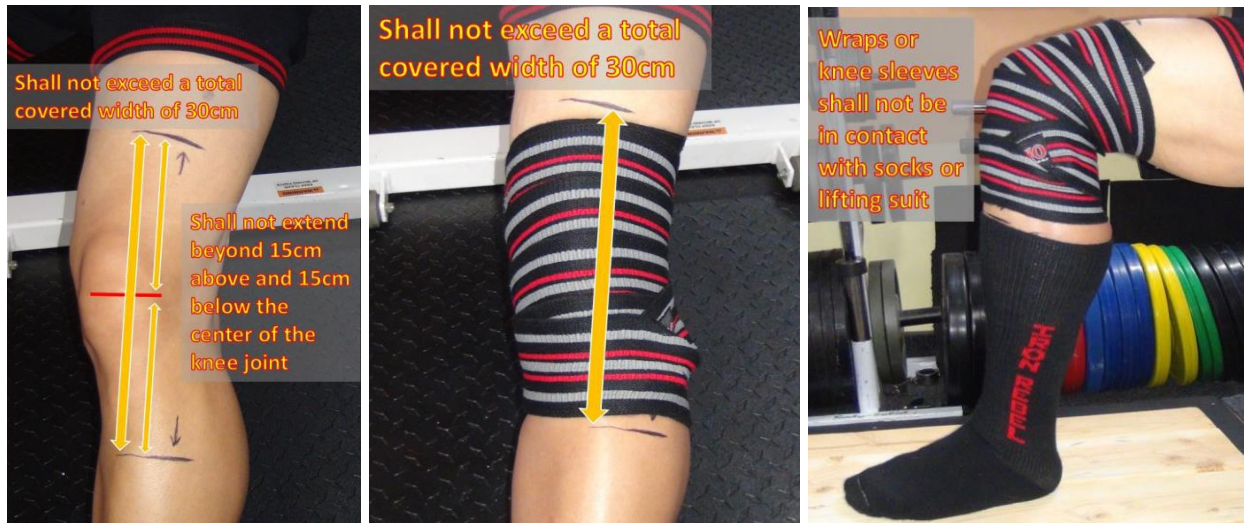 Shall not exceed a total
covered width of 30cm
Shall not extend
beyond 15cm
above and 15cm
below the
center of the
knee joint
Shall not exceed a total
covered width of 30cm
Wraps or
knee sleeves
shall not be
in contact
with socks or
lifting suit
IRON REBEL